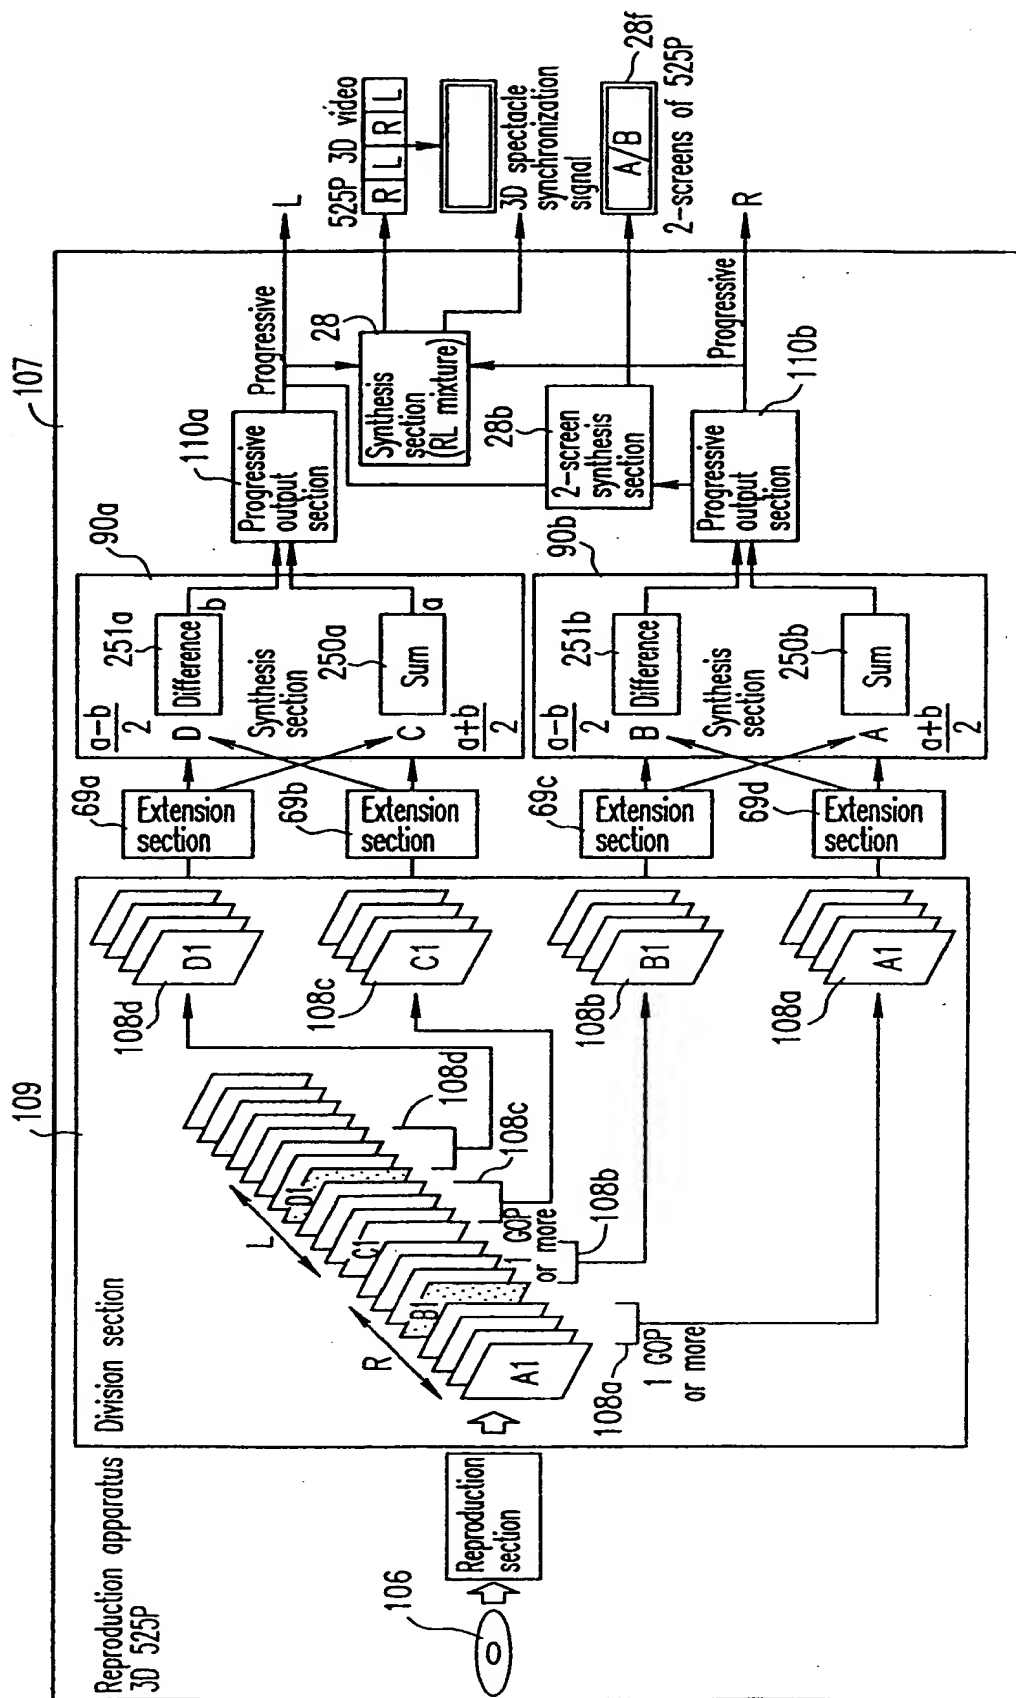 Reproduction apparatus
3D 525P
107
106
Reproduction
section
109
Division section
A1
B1
C1
D1
R
L
108a
1 GOP
or more
108b
1 GOP
or more
108c
108d
D1
108d
C1
108c
B1
108b
A1
108a
69a
Extension
section
69b
Extension
section
69c
Extension
section
69d
Extension
section
90a
a-b
2
D
251a
Difference
b
Synthesis
section
250a
Sum
a
C
a+b
2
90b
a-b
2
B
251b
Difference
Synthesis
section
250b
Sum
A
a+b
2
110a
Progressive
output
section
Progressive
L
28
Synthesis
section
(RL mixture)
28b
2-screen
synthesis
section
110b
Progressive
output
section
Progressive
R
525P 3D video
R L R L
3D spectacle
synchronization
signal
A/B
28f
2-screens of 525P